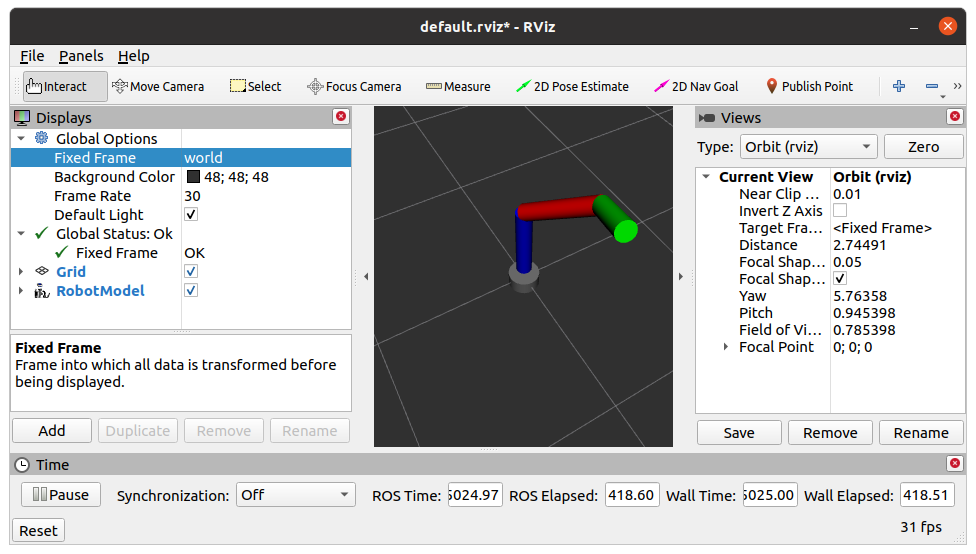 default.rviz* - RViz
File Panels Help
Interact Move Camera Select Focus Camera Measure 2D Pose Estimate 2D Nav Goal Publish Point »
Displays
Global Options
Fixed Frame world
Background Color 48; 48; 48
Frame Rate 30
Default Light
Global Status: Ok
Fixed Frame OK
Grid
RobotModel
Fixed Frame
Frame into which all data is transformed before
being displayed.
Add Duplicate Remove Rename
Views
Type: Orbit (rviz) Zero
Current View Orbit (rviz)
Near Clip ... 0.01
Invert Z Axis
Target Fra... <Fixed Frame>
Distance 2.74491
Focal Shap... 0.05
Focal Shap...
Yaw 5.76358
Pitch 0.945398
Field of Vi... 0.785398
Focal Point 0; 0; 0
Save Remove Rename
Time
Pause Synchronization: Off ROS Time: 5024.97 ROS Elapsed: 418.60 Wall Time: 5025.00 Wall Elapsed: 418.51
Reset 31 fps